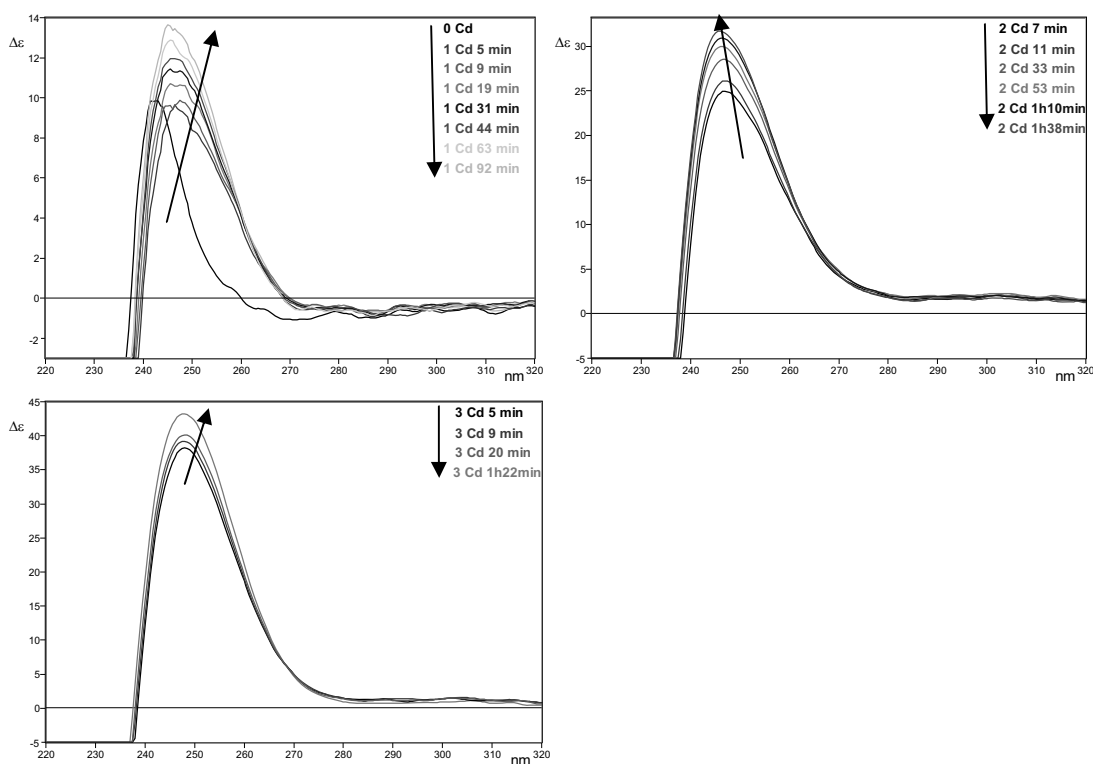 Δε
14
12
10
8
6
4
2
0
-2
220 230 240 250 260 270 280 290 300 310 320
nm
0 Cd
1 Cd 5 min
1 Cd 9 min
1 Cd 19 min
1 Cd 31 min
1 Cd 44 min
1 Cd 63 min
1 Cd 92 min
Δε
30
25
20
15
10
5
0
-5
220 230 240 250 260 270 280 290 300 310 320
nm
2 Cd 7 min
2 Cd 11 min
2 Cd 33 min
2 Cd 53 min
2 Cd 1h10min
2 Cd 1h38min
Δε
45
40
35
30
25
20
15
10
5
0
-5
220 230 240 250 260 270 280 290 300 310 320
nm
3 Cd 5 min
3 Cd 9 min
3 Cd 20 min
3 Cd 1h22min